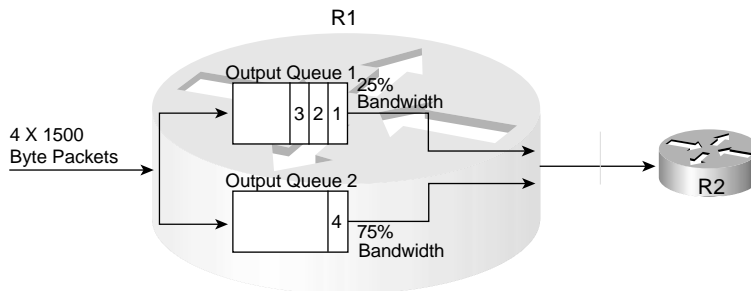 R1
Output Queue 1
25%
Bandwidth
3 2 1
4 X 1500
Byte Packets
Output Queue 2
4
75%
Bandwidth
R2